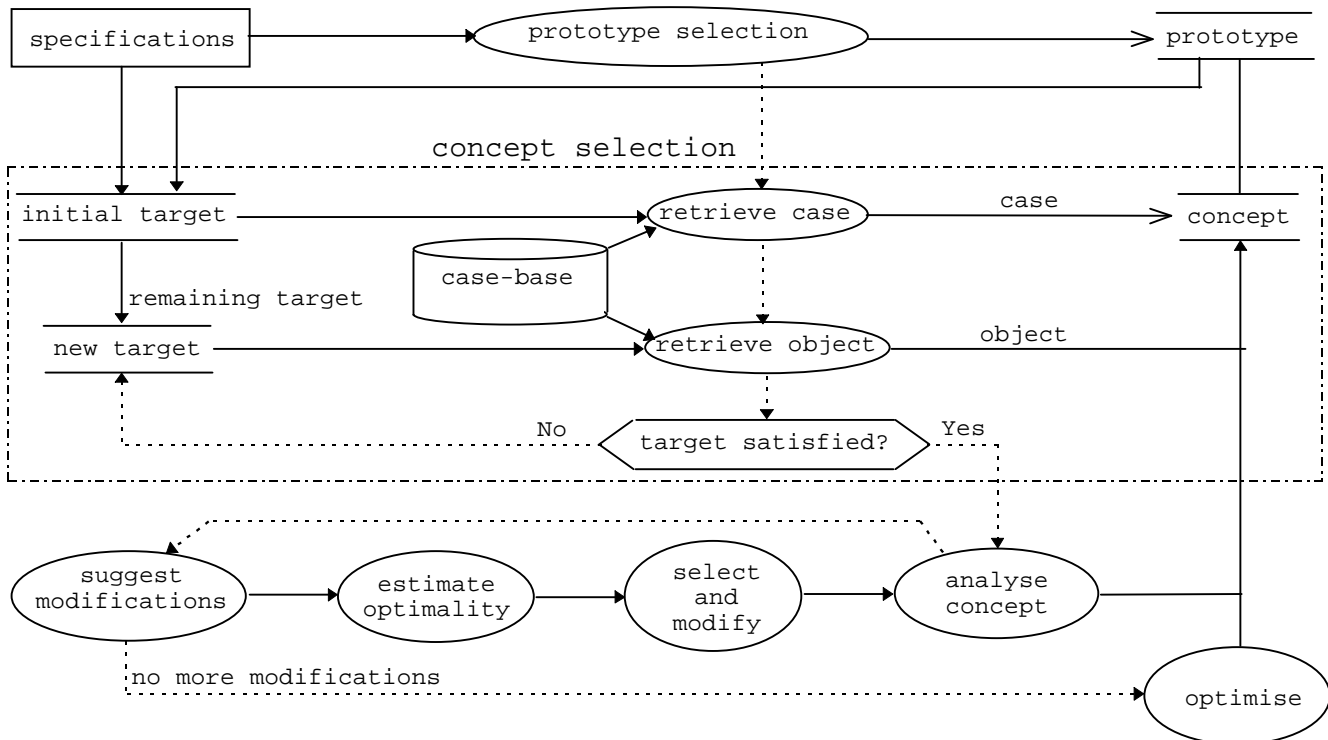 specifications
prototype selection
prototype
concept selection
initial target
retrieve case
case
concept
case-base
remaining target
new target
retrieve object
object
No
target satisfied?
Yes
suggest
modifications
estimate
optimality
select
and
modify
analyse
concept
no more modifications
optimise